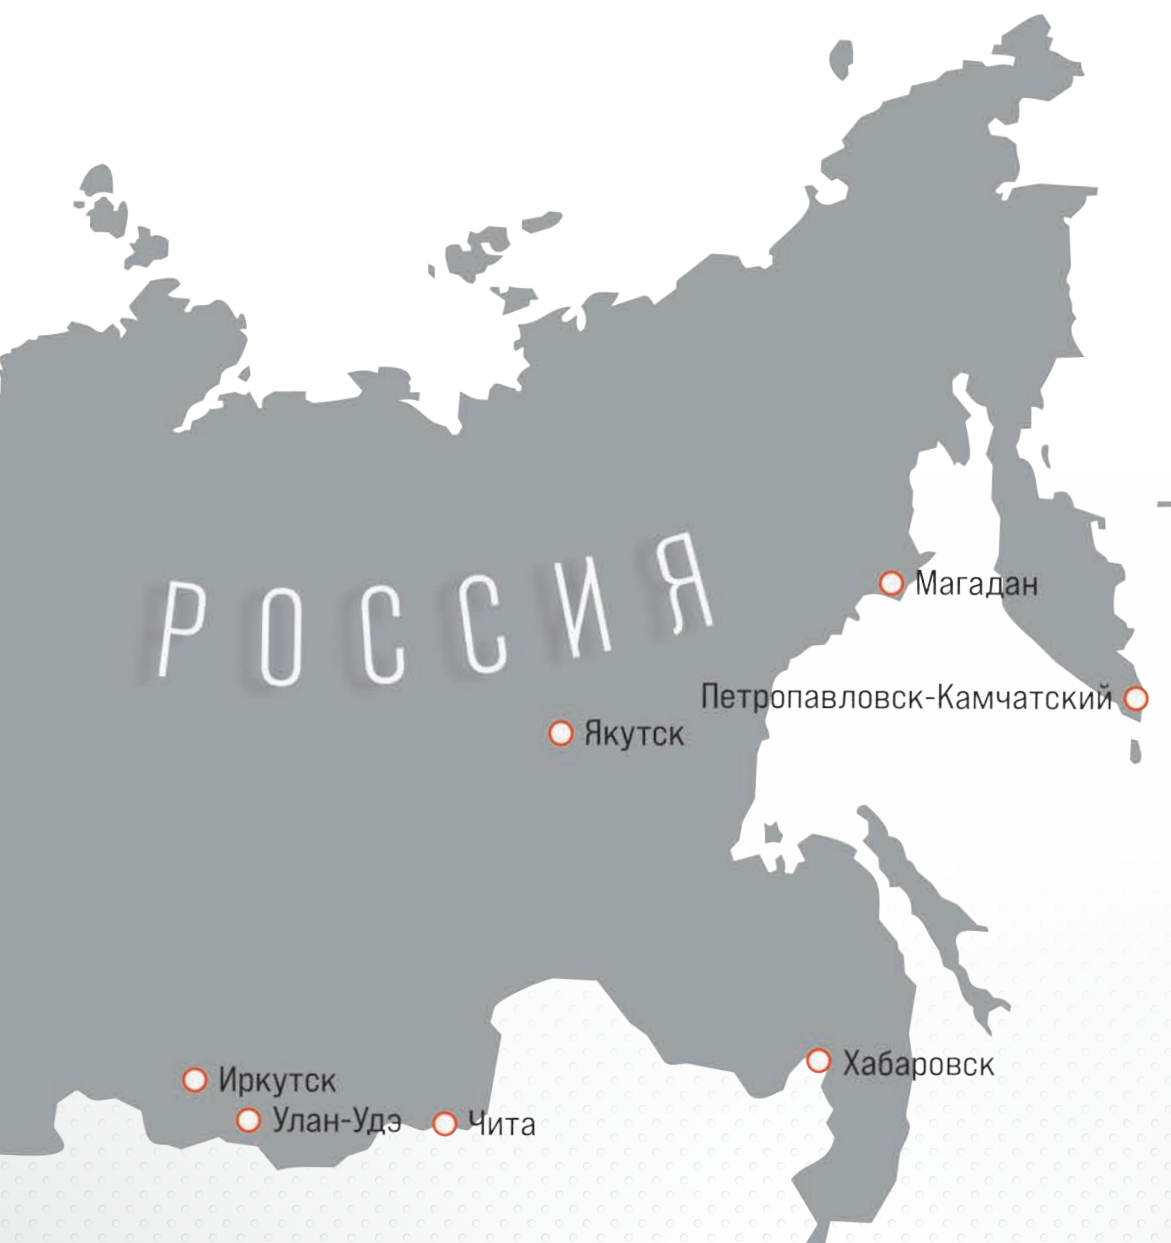 РОССИЯ
Магадан
Петропавловск-Камчатский
Якутск
Хабаровск
Иркутск
Улан-Удэ
Чита